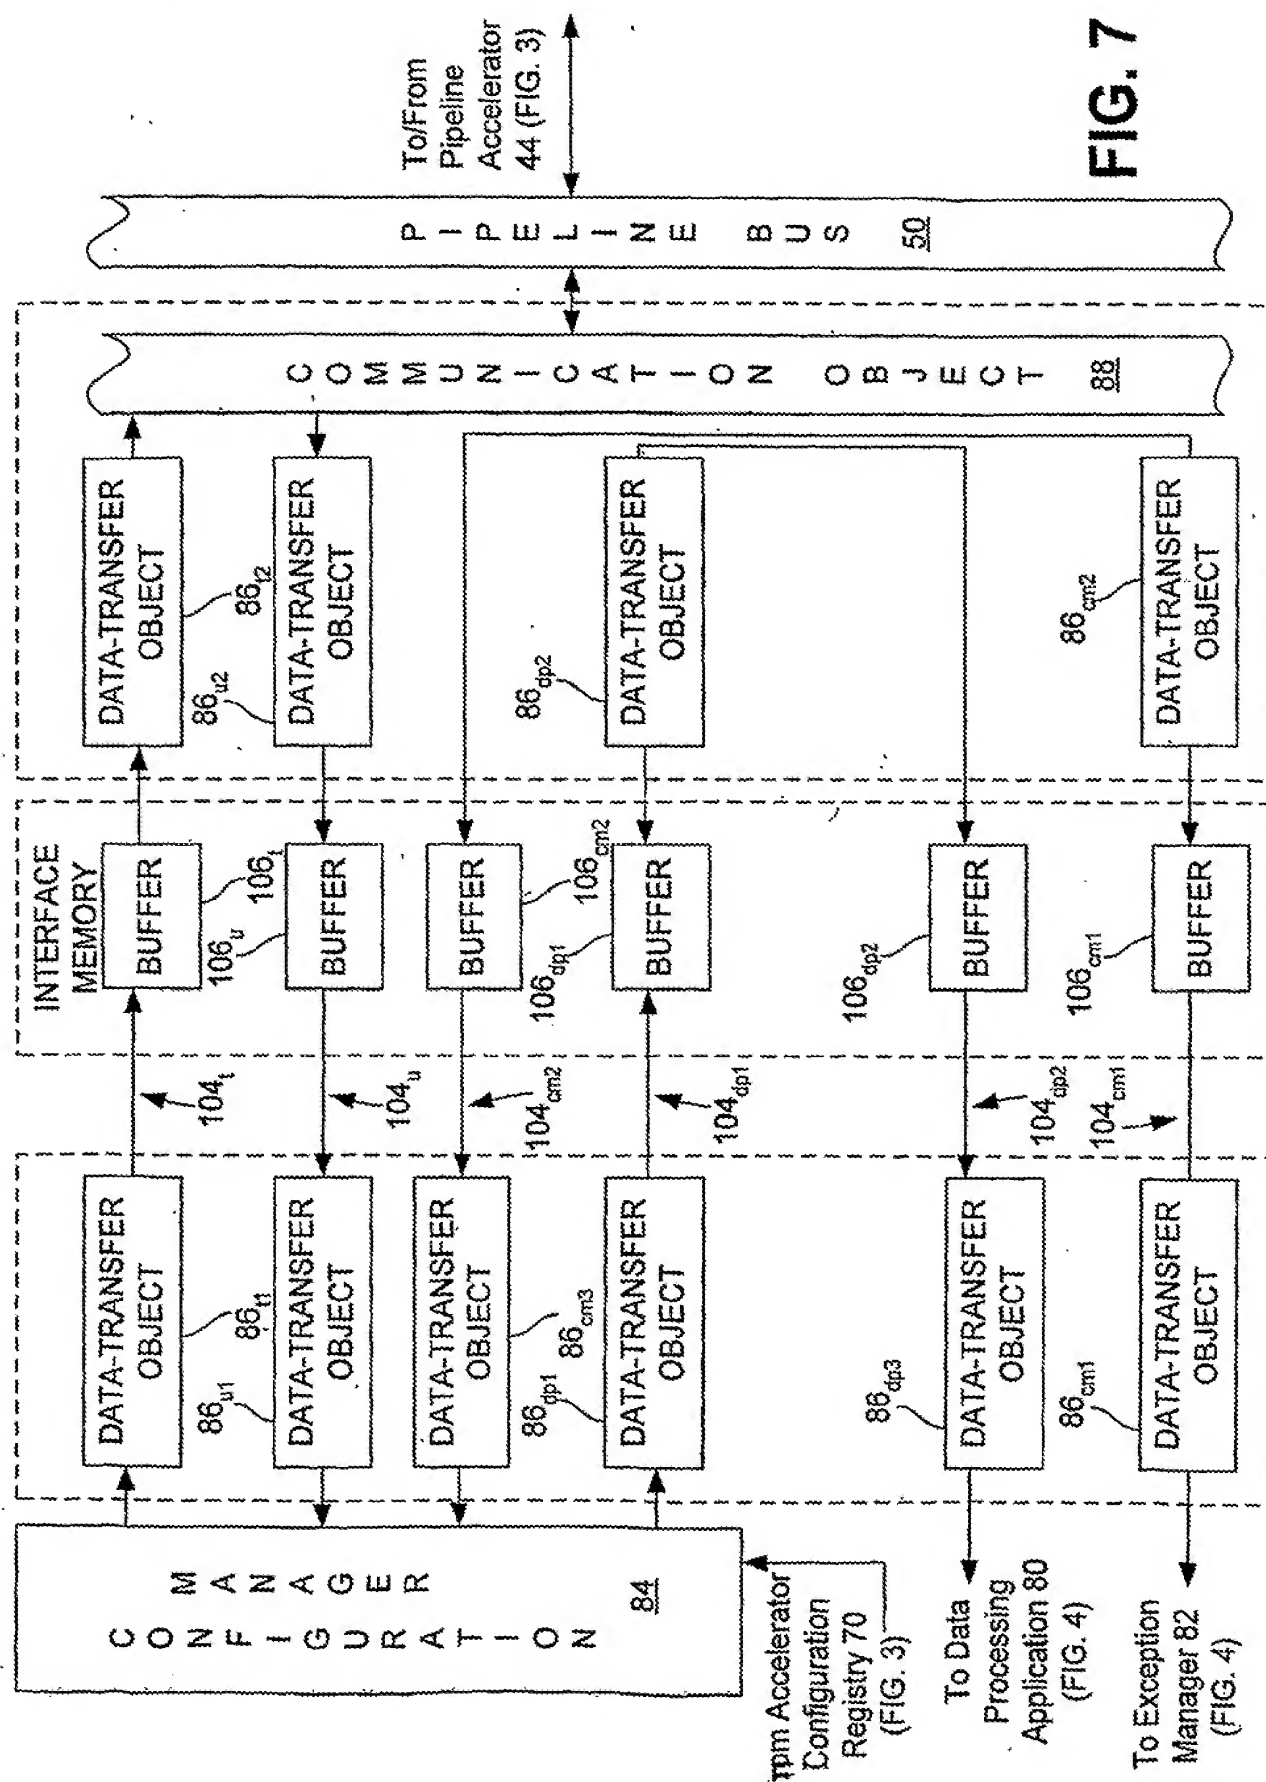 To/From
Pipeline
Accelerator
44 (FIG. 3)
FIG. 7
PIPELINE BUS
50
COMMUNICATION OBJECT
88
DATA-TRANSFER
OBJECT
86t2
86u2
DATA-TRANSFER
OBJECT
86dp2
DATA-TRANSFER
OBJECT
86cm2
DATA-TRANSFER
OBJECT
INTERFACE
MEMORY
BUFFER
106t
106u
BUFFER
BUFFER
106cm2
106dp1
BUFFER
106dp2
BUFFER
106cm1
BUFFER
104t
104u
104cm2
104dp1
104dp2
104cm1
DATA-TRANSFER
OBJECT
86t1
86u1
DATA-TRANSFER
OBJECT
DATA-TRANSFER
OBJECT
86cm3
86dp1
DATA-TRANSFER
OBJECT
86dp3
DATA-TRANSFER
OBJECT
86cm1
DATA-TRANSFER
OBJECT
MANAGER
CONFIGURATION
84
Accelerator
Configuration
Registry 70
(FIG. 3)
To Data
Processing
Application 80
(FIG. 4)
To Exception
Manager 82
(FIG. 4)